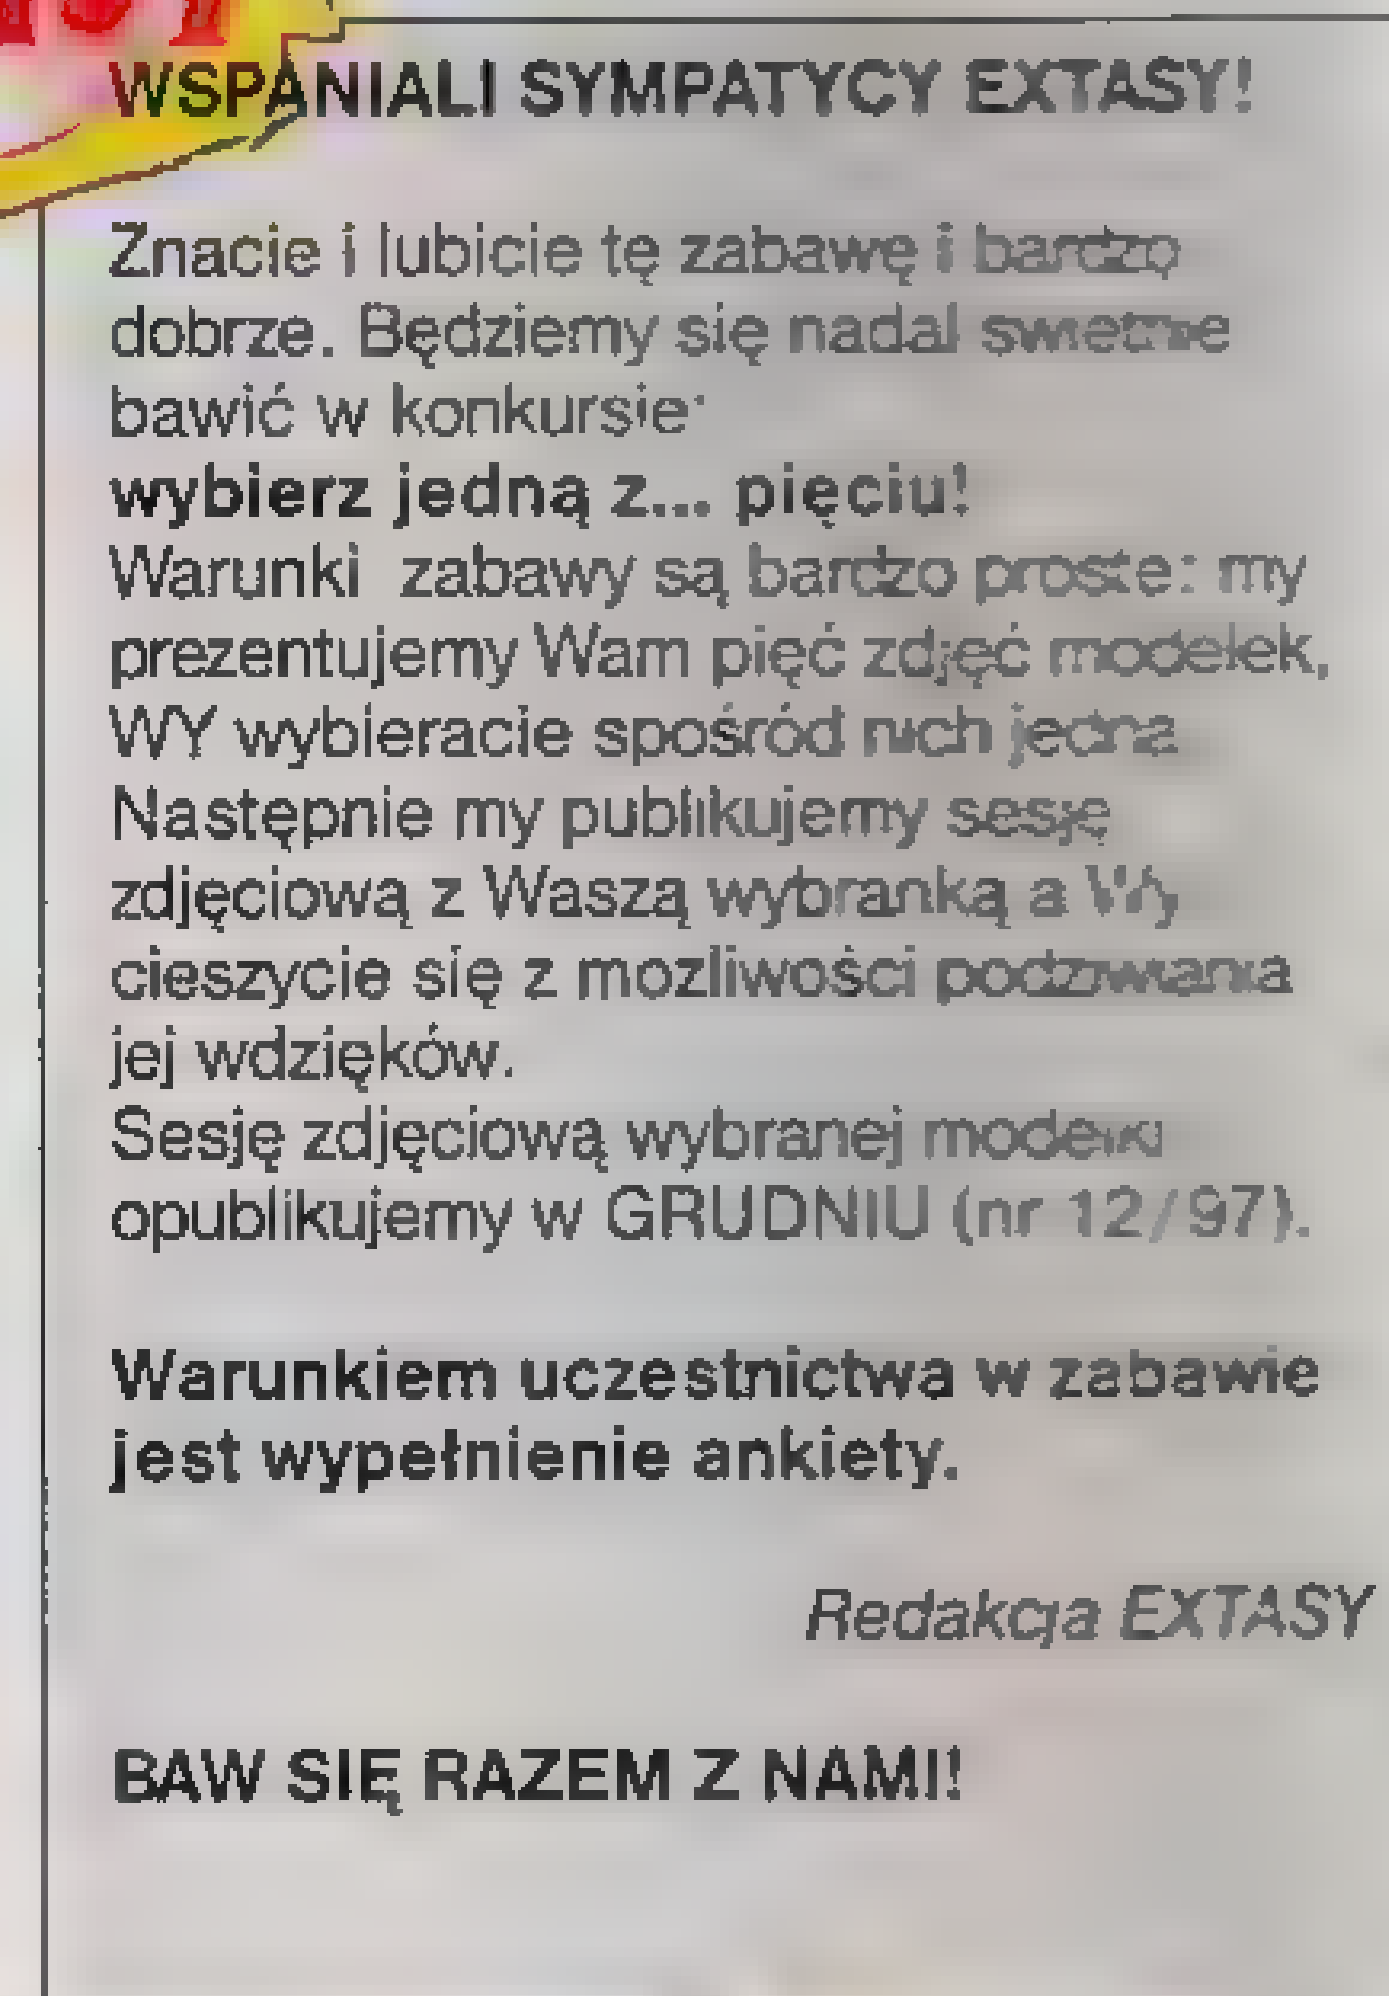 WSPANIALI SYMPATYCY EXTASY!
Znacie i lubicie tę zabawę i bardzo
dobrze. Będziemy się nadal swietnie
bawić w konkursie:
wybierz jedną z... pięciu!
Warunki zabawy są bardzo proste: my
prezentujemy Wam pięć zdjęć modelek,
WY wybieracie spośród nich jedna
Następnie my publikujemy sesję
zdjęciową z Waszą wybranką a Wy
cieszycie się z mozliwości podziwiania
jej wdzięków.
Sesję zdjęciową wybranej modelki
opublikujemy w GRUDNIU (nr 12/97).
Warunkiem uczestnictwa w zabawie
jest wypełnienie ankiety.
Redakcja EXTASY
BAW SIĘ RAZEM Z NAMI!